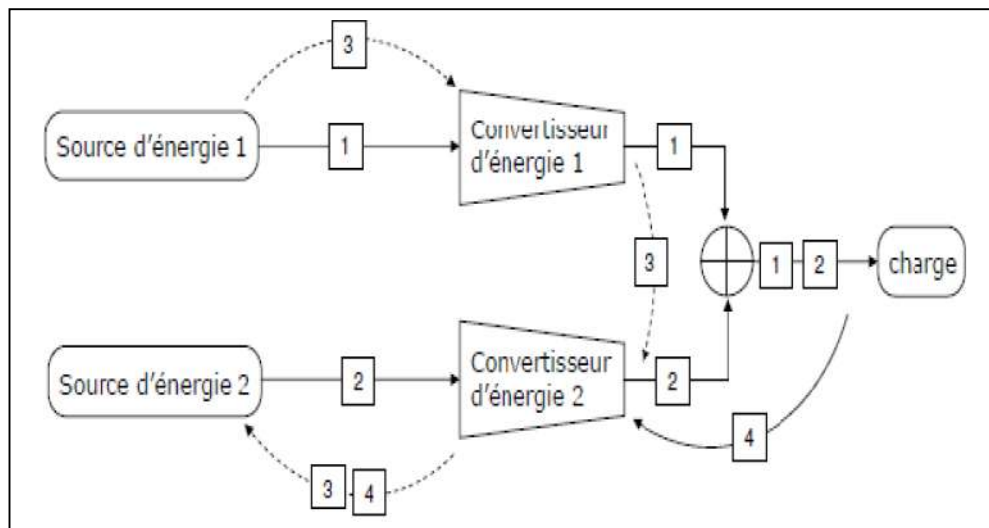 3
Source d'énergie 1
1
Convertisseur
d'énergie 1
1
3
1
2
charge
Source d'énergie 2
2
Convertisseur
d'énergie 2
2
4
3
4